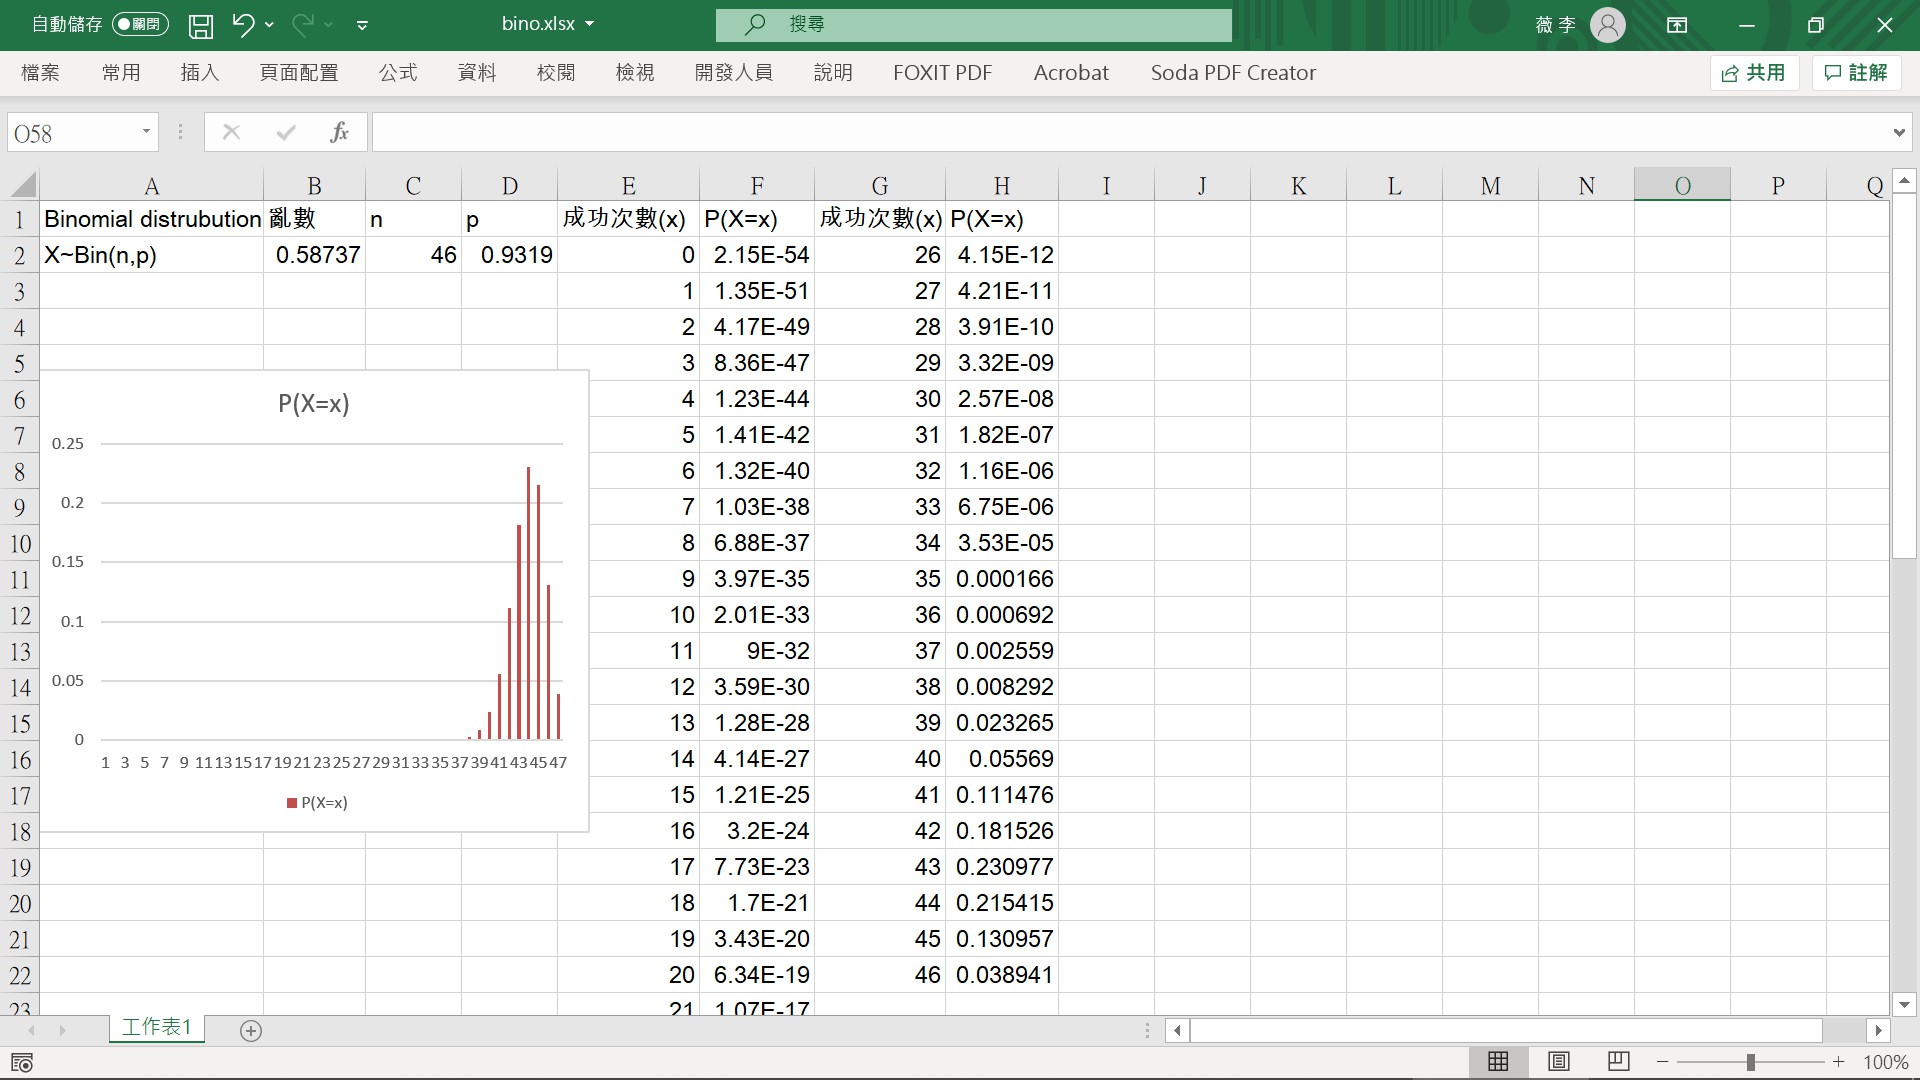 自動儲存 關閉 bino.xlsx 搜尋 薇 李
檔案 常用 插入 頁面配置 公式 資料 校閱 檢視 開發人員 說明 FOXIT PDF Acrobat Soda PDF Creator 共用 註解
O58 fx
A B C D E F G H I J K L M N O P Q
1 Binomial distrubution 亂數 n p 成功次數(x) P(X=x) 成功次數(x) P(X=x)
2 X~Bin(n,p) 0.58737 46 0.9319 0 2.15E-54 26 4.15E-12
3 1 1.35E-51 27 4.21E-11
4 2 4.17E-49 28 3.91E-10
5 3 8.36E-47 29 3.32E-09
6 4 1.23E-44 30 2.57E-08
7 5 1.41E-42 31 1.82E-07
8 6 1.32E-40 32 1.16E-06
9 7 1.03E-38 33 6.75E-06
10 8 6.88E-37 34 3.53E-05
11 9 3.97E-35 35 0.000166
12 10 2.01E-33 36 0.000692
13 11 9E-32 37 0.002559
14 12 3.59E-30 38 0.008292
15 13 1.28E-28 39 0.023265
16 14 4.14E-27 40 0.05569
17 15 1.21E-25 41 0.111476
18 16 3.2E-24 42 0.181526
19 17 7.73E-23 43 0.230977
20 18 1.7E-21 44 0.215415
21 19 3.43E-20 45 0.130957
22 20 6.34E-19 46 0.038941
23 21 1.07E-17
P(X=x)
0.25
0.2
0.15
0.1
0.05
0
1 3 5 7 9 11 13 15 17 19 21 23 25 27 29 31 33 35 37 39 41 43 45 47
P(X=x)
工作表1
100%